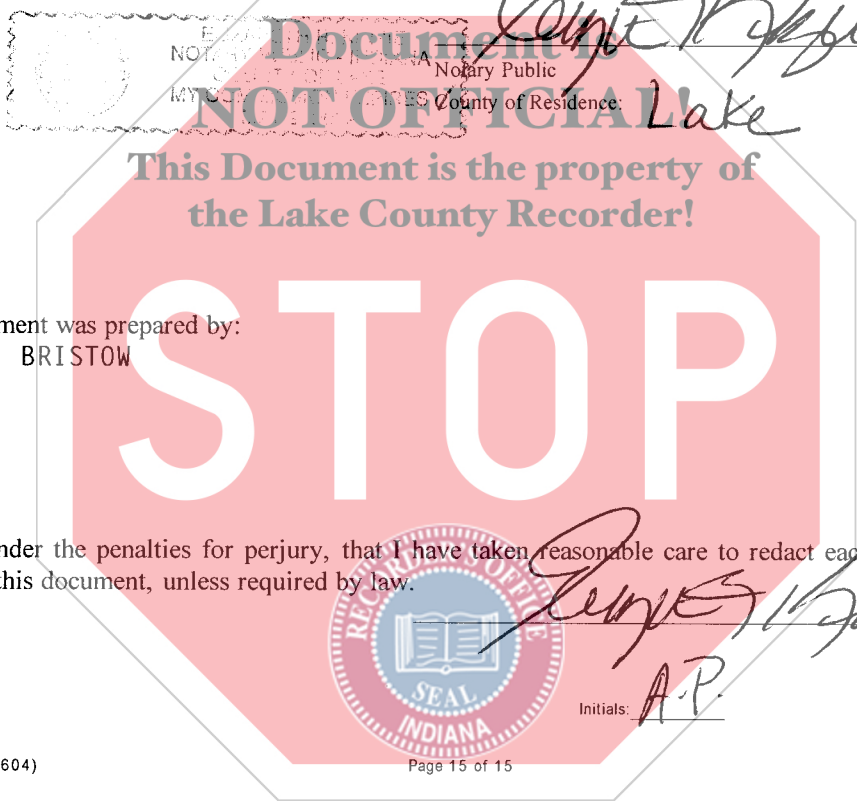 Document is
NOT
Notary Public
MY
NOT OFFICIAL!
County of Residence: Lake
This Document is the property of
the Lake County Recorder!
ment was prepared by:
BRISTOW
STOP
nder the penalties for perjury, that I have taken reasonable care to redact eac
this document, unless required by law.
RECORDER'S OFFICE
SEAL
INDIANA
Initials: A.P.
604)
Page 15 of 15